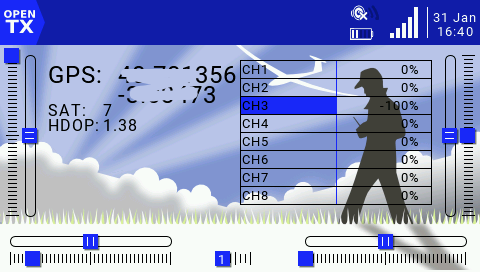 OPEN
TX
31 Jan
16:40
GPS:
SAT: 7
HDOP: 1.38
CH1 0%
CH2 0%
CH3 -100%
CH4 0%
CH5 0%
CH6 0%
CH7 0%
CH8 0%
1